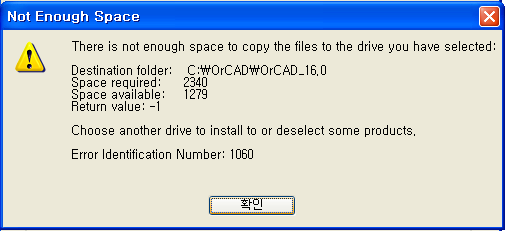 Not Enough Space
There is not enough space to copy the files to the drive you have selected:
Destination folder: C:₩OrCAD₩OrCAD_16.0
Space required: 2340
Space available: 1279
Return value: -1
Choose another drive to install to or deselect some products.
Error Identification Number: 1060
확인